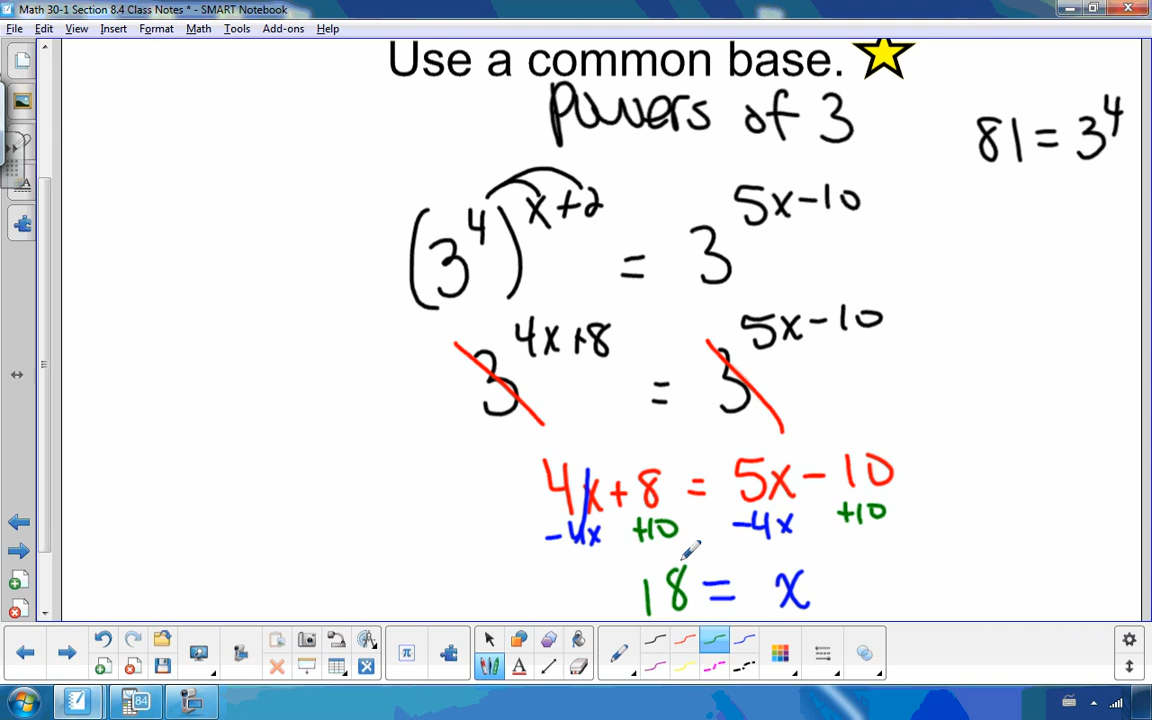 Math 30-1 Section 8.4 Class Notes * - SMART Notebook
File Edit View Insert Format Math Tools Add-ons Help
Use a common base.
Powers of 3
81 = 3^4
(3^4)^{x+2} = 3^{5x-10}
3^{4x+8} = 3^{5x-10}
4x + 8 = 5x - 10
-4x +10 -4x +10
18 = x
π
A
84